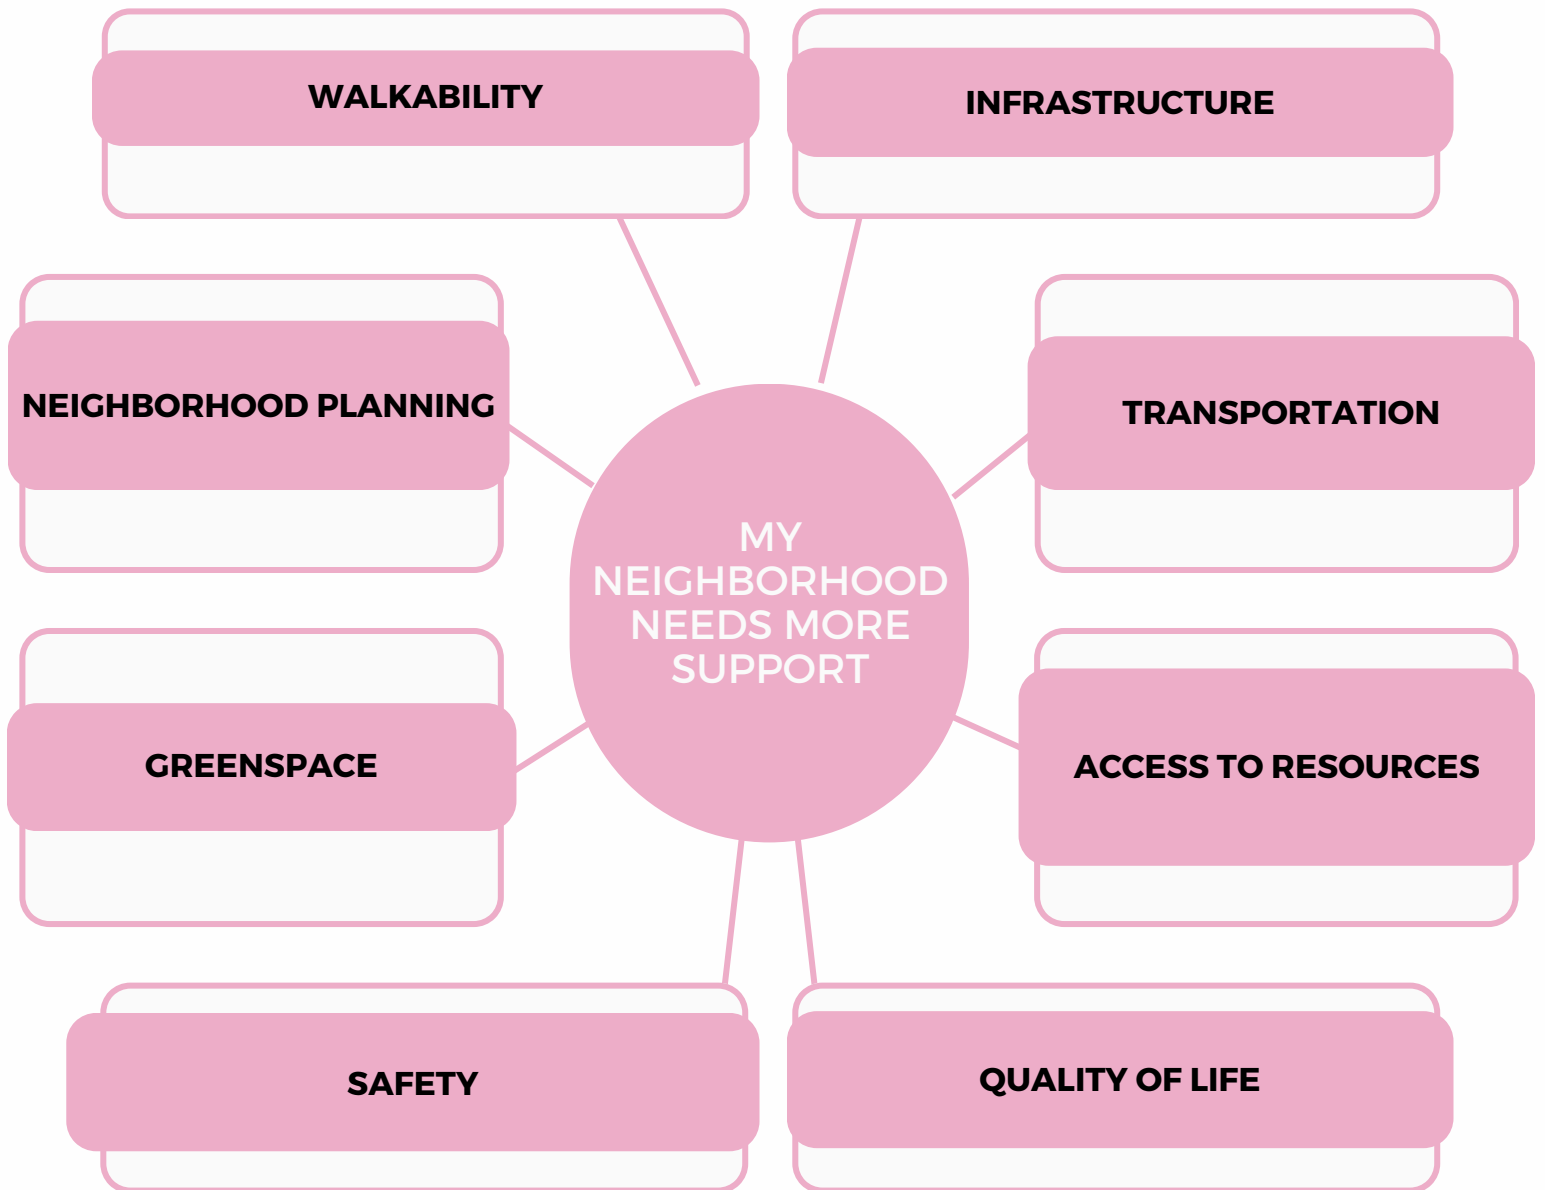 WALKABILITY
INFRASTRUCTURE
NEIGHBORHOOD PLANNING
TRANSPORTATION
MY
NEIGHBORHOOD
NEEDS MORE
SUPPORT
GREENSPACE
ACCESS TO RESOURCES
SAFETY
QUALITY OF LIFE